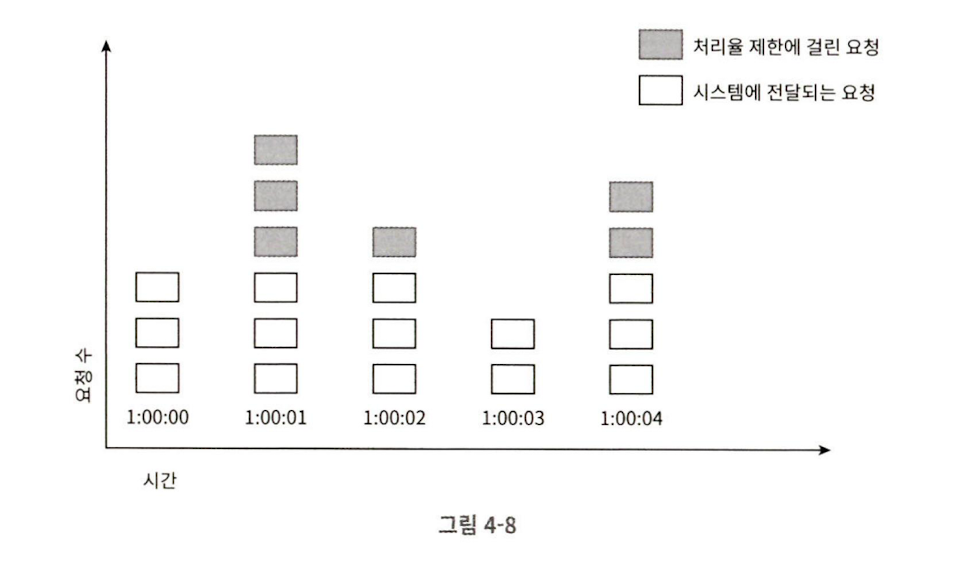 처리율 제한에 걸린 요청
시스템에 전달되는 요청
요청 수
1:00:00 1:00:01 1:00:02 1:00:03 1:00:04
시간
그림 4-8